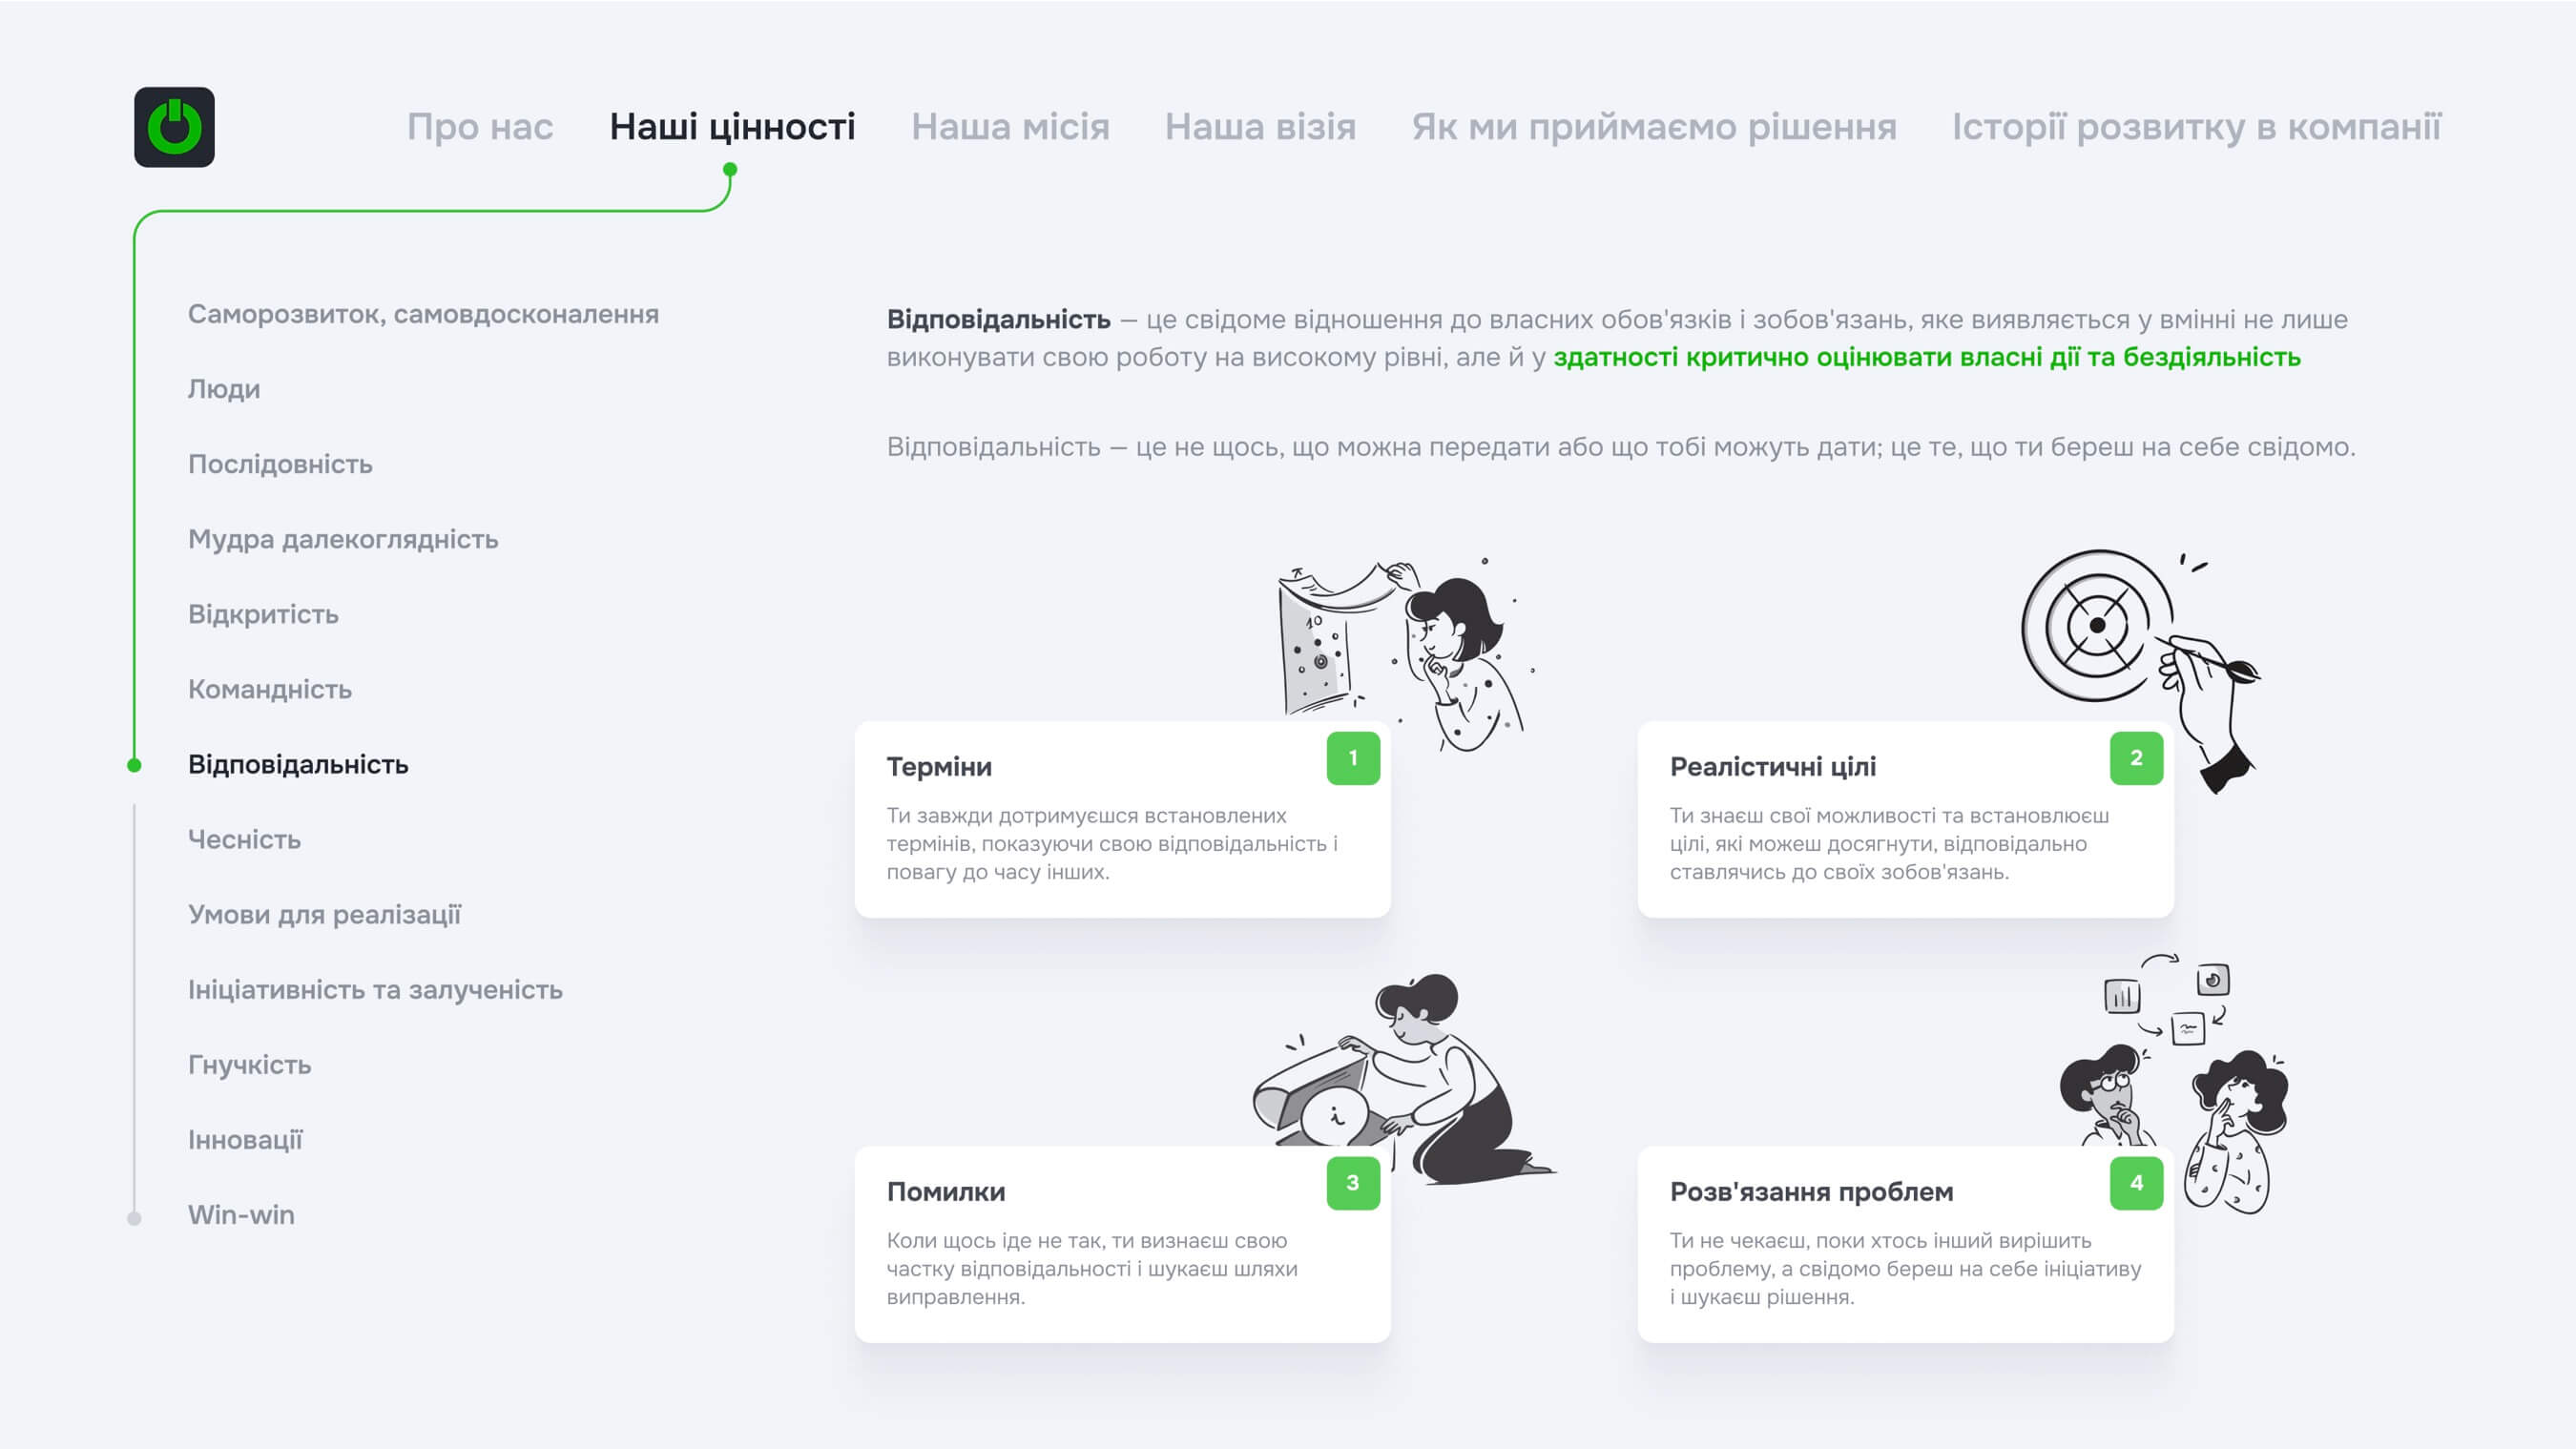 Про нас
Наші цінності
Наша місія
Наша візія
Як ми приймаємо рішення
Історії розвитку в компанії
Саморозвиток, самовдосконалення
Люди
Послідовність
Мудра далекоглядність
Відкритість
Командність
Відповідальність
Чесність
Умови для реалізації
Ініціативність та залученість
Гнучкість
Інновації
Win-win
Відповідальність — це свідоме відношення до власних обов'язків і зобов'язань, яке виявляється у вмінні не лише
виконувати свою роботу на високому рівні, але й у здатності критично оцінювати власні дії та бездіяльність
Відповідальність — це не щось, що можна передати або що тобі можуть дати; це те, що ти береш на себе свідомо.
10
Терміни
1
Ти завжди дотримуєшся встановлених
термінів, показуючи свою відповідальність і
повагу до часу інших.
Реалістичні цілі
2
Ти знаєш свої можливості та встановлюєш
цілі, які можеш досягнути, відповідально
ставлячись до своїх зобов'язань.
i
Помилки
3
Коли щось іде не так, ти визнаєш свою
частку відповідальності і шукаєш шляхи
виправлення.
Розв'язання проблем
4
Ти не чекаєш, поки хтось інший вирішить
проблему, а свідомо береш на себе ініціативу
і шукаєш рішення.